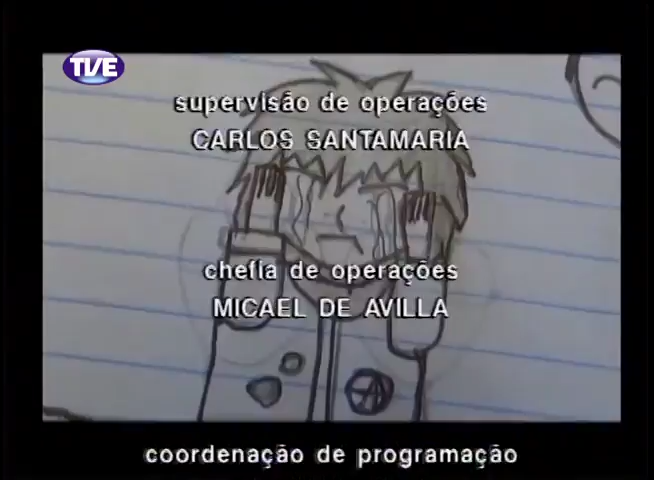 TVE
supervisão de operações
CARLOS SANTAMARIA
chefia de operações
MICAEL DE AVILLA
coordenação de programação